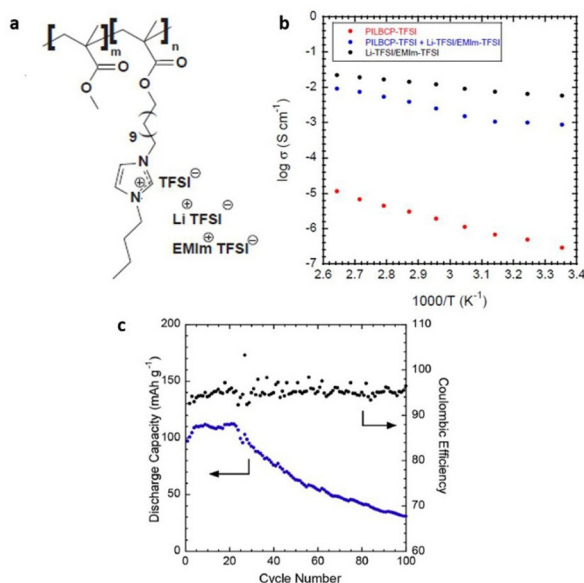 a
[ ]m [ ]n
O O
O O
9
N
⊕ TFSI⊖
N
Li⊕ TFSI⊖
EMIm⊕ TFSI⊖
b
PILBCP-TFSI
PILBCP-TFSI + Li-TFSI/EMIm-TFSI
Li-TFSI/EMIm-TFSI
log σ (S cm-1)
0
-1
-2
-3
-4
-5
-6
-7
2.6 2.7 2.8 2.9 3 3.1 3.2 3.3 3.4
1000/T (K-1)
c
Discharge Capacity (mAh g-1)
200
150
100
50
0
110
100
90
80
70
60
Coulombic Efficiency
0 20 40 60 80 100
Cycle Number